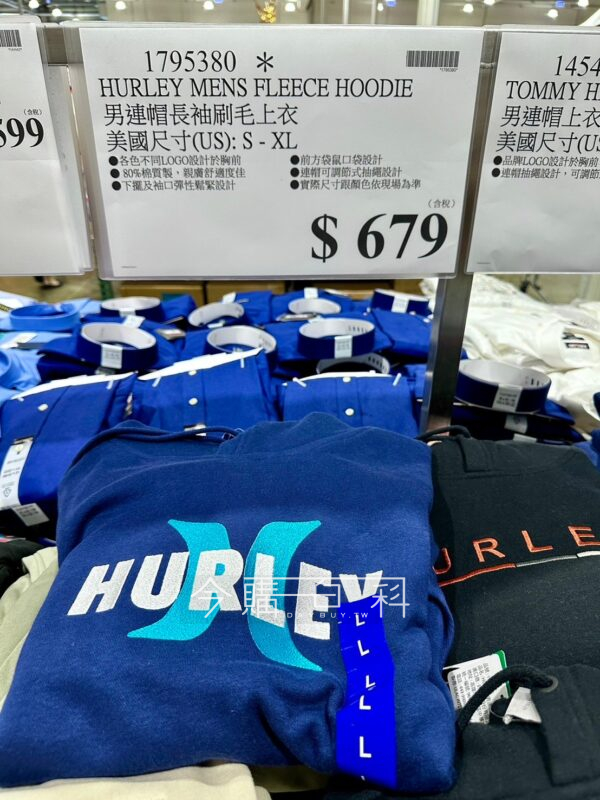 599
(含稅)
1795380 *
HURLEY MENS FLEECE HOODIE
男連帽長袖刷毛上衣
美國尺寸(US): S - XL
●各色不同LOGO設計於胸前
●80%棉質製，親膚舒適度佳
●下擺及袖口彈性鬆緊設計
●前方袋鼠口袋設計
●連帽可調節式抽繩設計
●實際尺寸跟顏色依現場為準
(含稅)
$ 679
1454
TOMMY H
男連帽上衣
美國尺寸(US
●品牌LOGO設計於胸
●連帽抽繩設計，可調節
HURLEY
URLE
今購百科
L
L
L
L
L